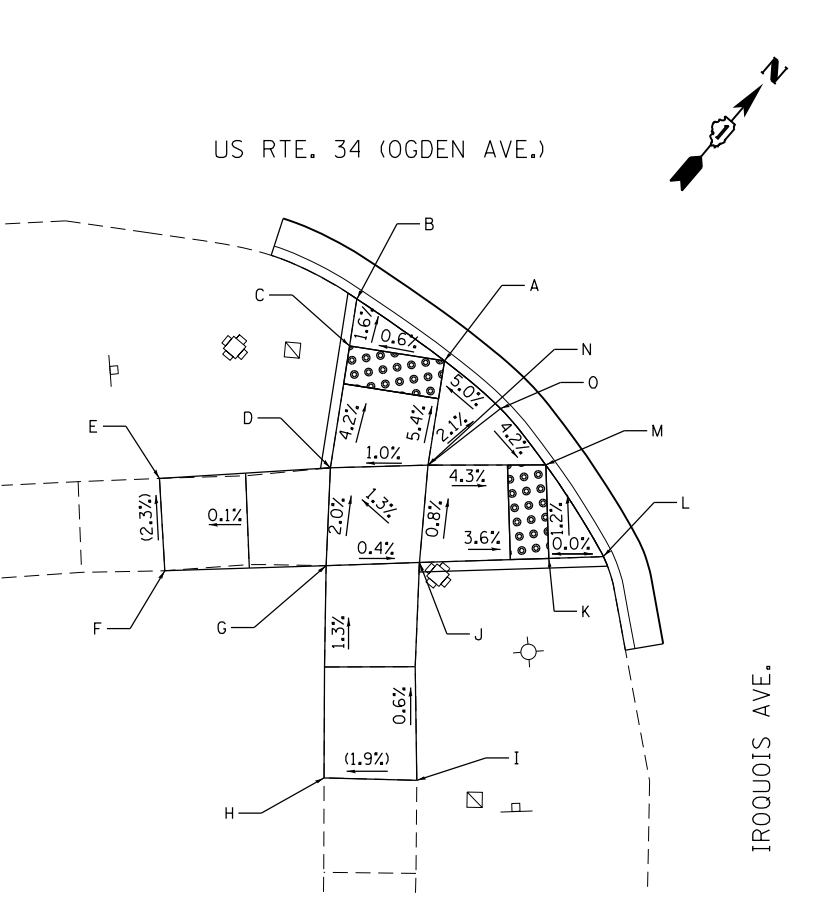 N
1
US RTE. 34 (OGDEN AVE.)
B
A
C
1.6%
0.6%
N
O
5.0%
D
4.2%
5.4%
2.1%
4.2%
M
E
1.0%
4.3%
L
(2.3%)
0.1%
2.0%
1.3%
0.8%
1.2%
3.6%
0.4%
0.0%
F
G
J
K
1.3%
0.6%
(1.9%)
I
H
IROQUOIS AVE.